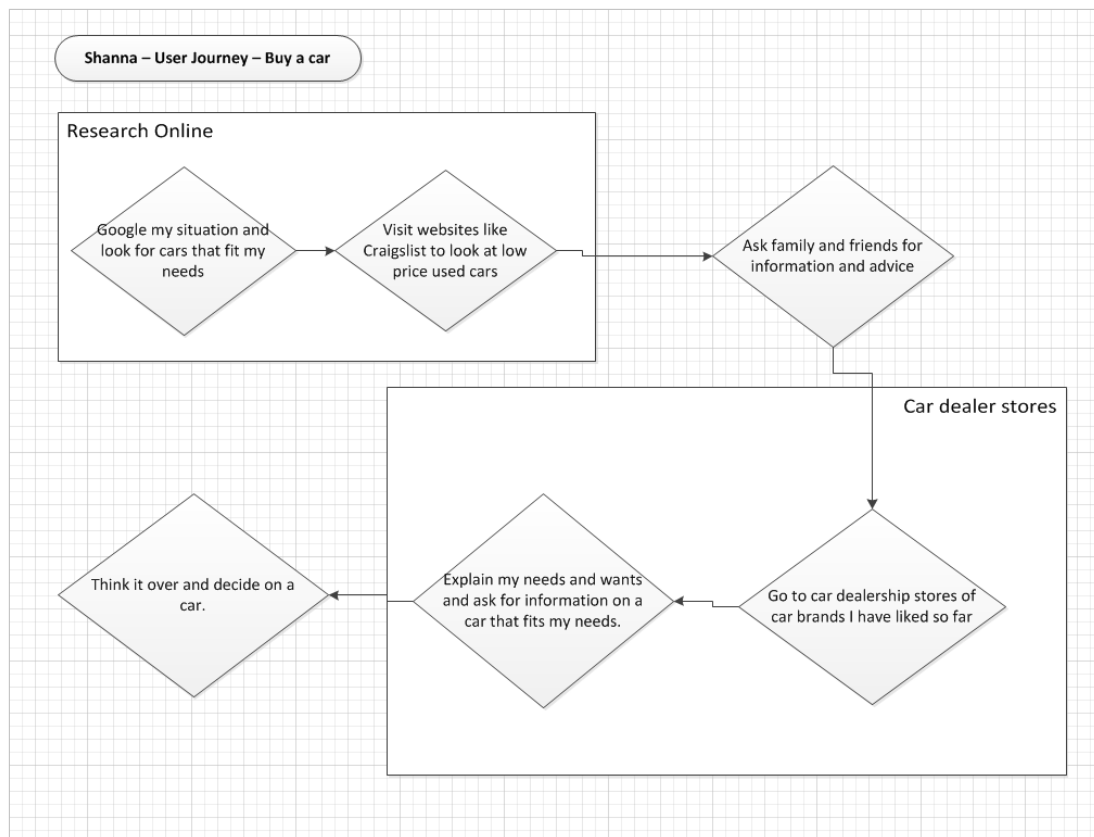 Shanna – User Journey – Buy a car
Research Online
Google my situation and
look for cars that fit my
needs
Visit websites like
Craigslist to look at low
price used cars
Ask family and friends for
information and advice
Car dealer stores
Go to car dealership stores of
car brands I have liked so far
Explain my needs and wants
and ask for information on a
car that fits my needs.
Think it over and decide on a
car.